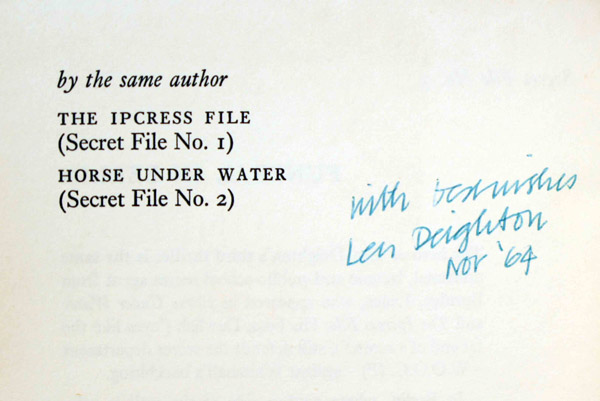 by the same author
THE IPCRESS FILE
(Secret File No. 1)
HORSE UNDER WATER
(Secret File No. 2)
with best wishes
Len Deighton
Nov '64